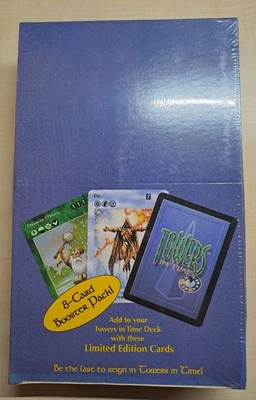 2
TOWERS
IN TIME
8-Card
Booster Pack!
Add to your
Towers in Time Deck
with these
Limited Edition Cards
Be the last to reign in Towers in Time!